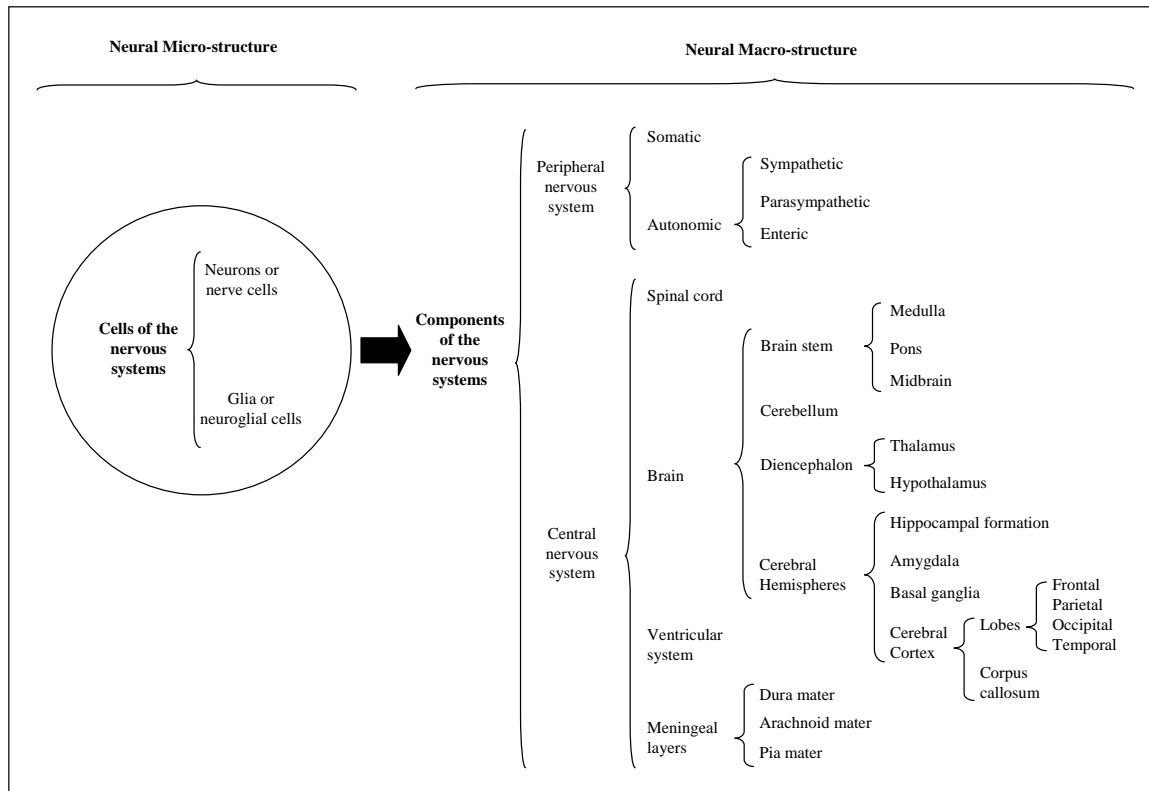 Neural Micro-structure
Neural Macro-structure
Cells of the
nervous
systems
Neurons or
nerve cells
Glia or
neuroglial cells
Components
of the
nervous
systems
Peripheral
nervous
system
Somatic
Autonomic
Sympathetic
Parasympathetic
Enteric
Central
nervous
system
Spinal cord
Brain
Brain stem
Medulla
Pons
Midbrain
Cerebellum
Diencephalon
Thalamus
Hypothalamus
Cerebral
Hemispheres
Hippocampal formation
Amygdala
Basal ganglia
Cerebral
Cortex
Lobes
Frontal
Parietal
Occipital
Temporal
Corpus
callosum
Ventricular
system
Meningeal
layers
Dura mater
Arachnoid mater
Pia mater